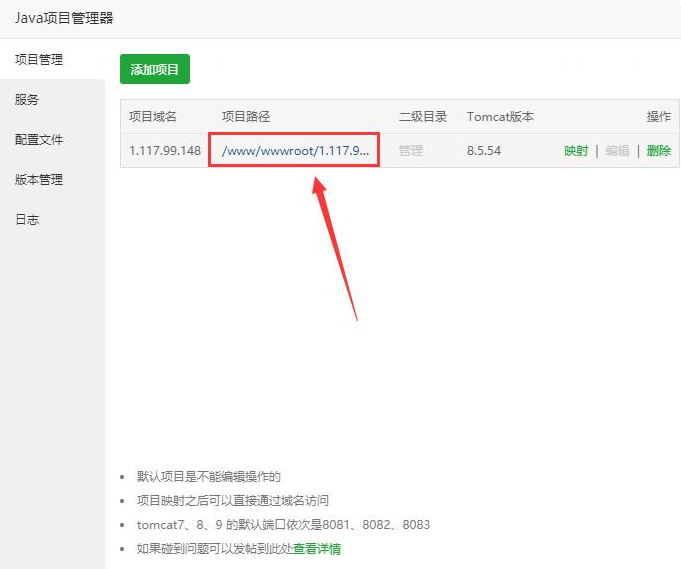 Java项目管理器
项目管理
服务
配置文件
版本管理
日志
添加项目
项目域名 项目路径 二级目录 Tomcat版本 操作
1.117.99.148 /www/wwwroot/1.117.9... 管理 8.5.54 映射 | 编辑 | 删除
默认项目是不能编辑操作的
项目映射之后可以直接通过域名访问
tomcat7、8、9 的默认端口依次是8081、8082、8083
如果碰到问题可以发帖到此处查看详情